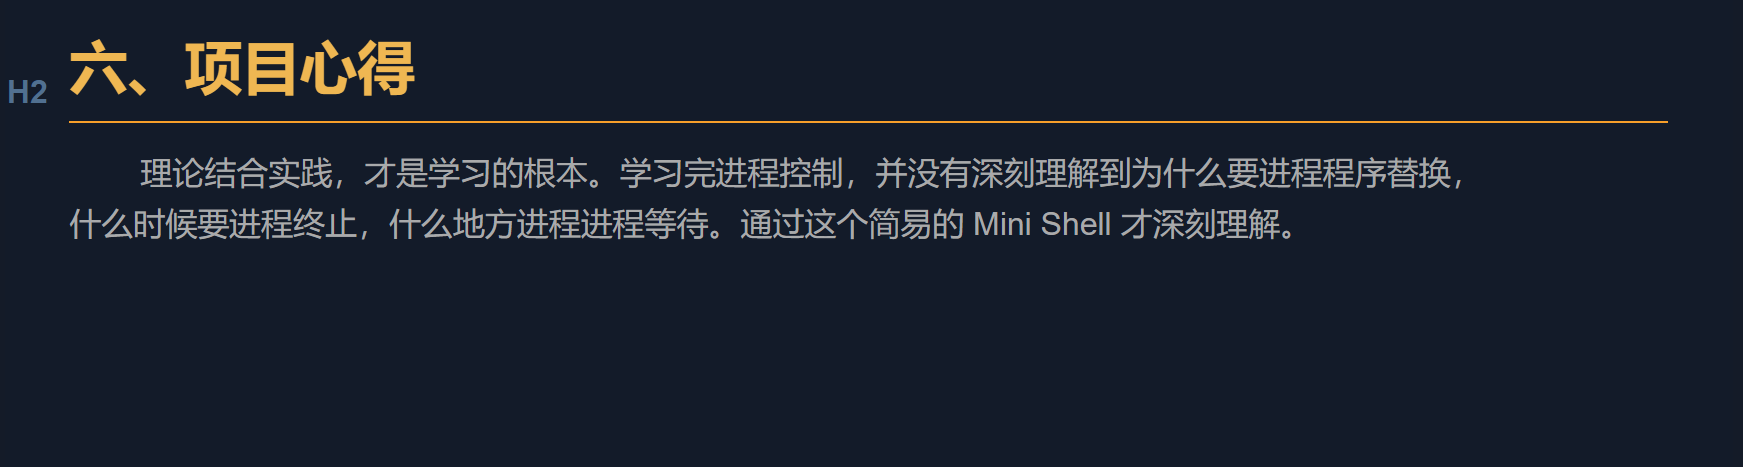 H2 六、项目心得
理论结合实践，才是学习的根本。学习完进程控制，并没有深刻理解到为什么要进程程序替换，
什么时候要进程终止，什么地方进程进程等待。通过这个简易的 Mini Shell 才深刻理解。